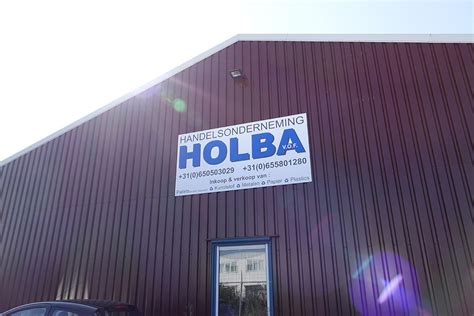 HANDELSONDERNEMING
HOLBA V.O.F.
+31(0)650503029 +31(0)655801280
Inkoop & verkoop van :
Kunststof Metalen Papier Plastics